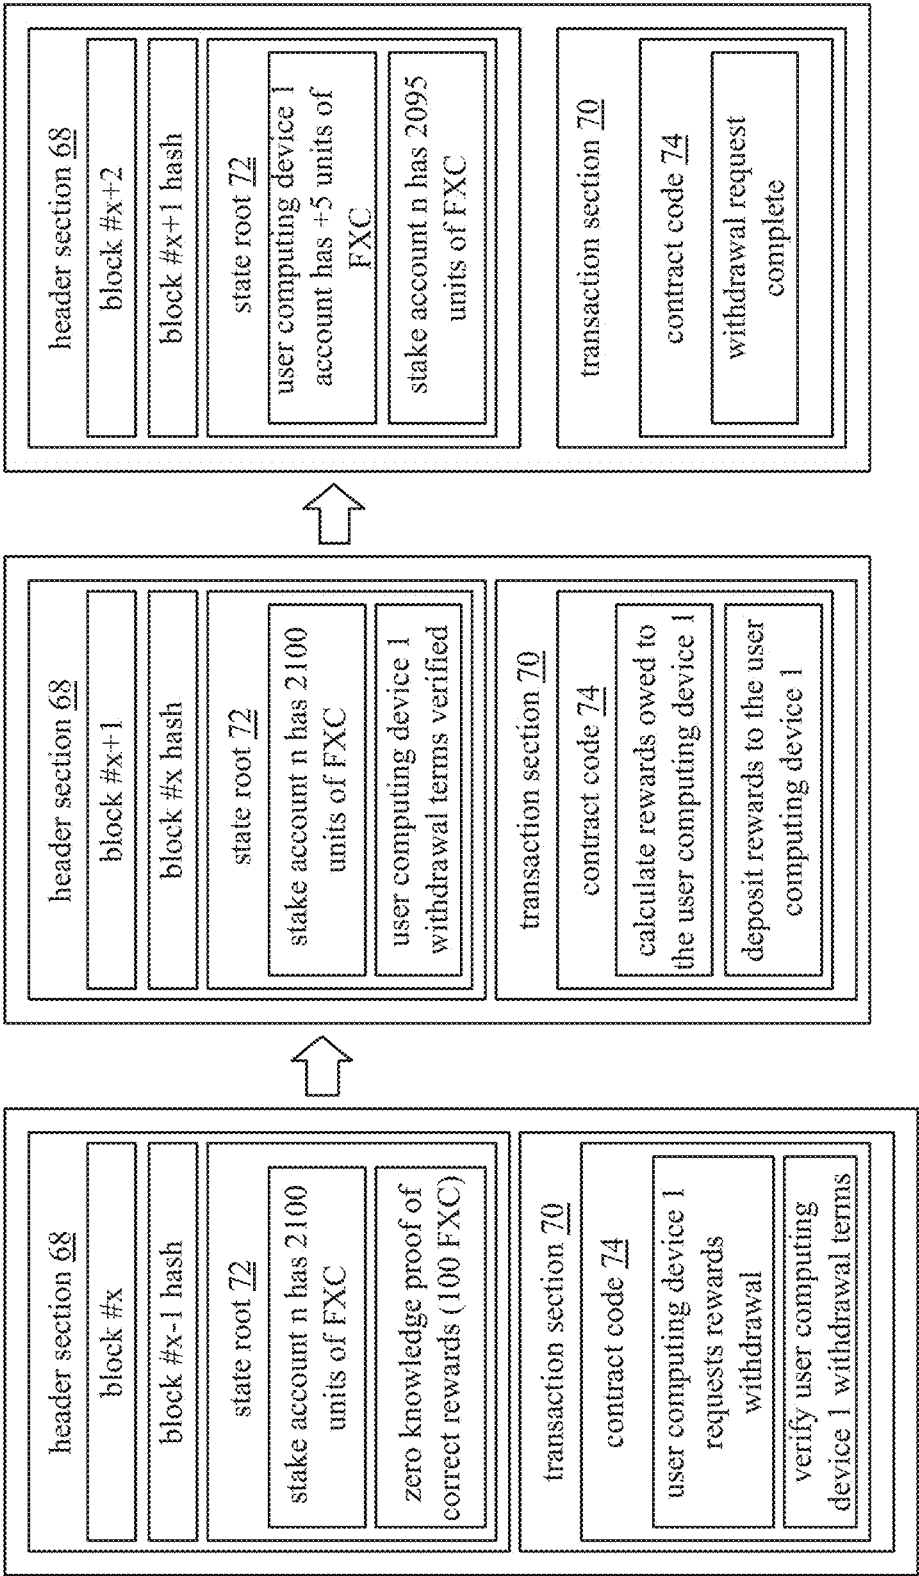 header section 68
block #x
block #x-1 hash
state root 72
stake account n has 2100
units of FXC
zero knowledge proof of
correct rewards (100 FXC)
transaction section 70
contract code 74
user computing device 1
requests rewards
withdrawal
verify user computing
device 1 withdrawal terms
header section 68
block #x+1
block #x hash
state root 72
stake account n has 2100
units of FXC
user computing device 1
withdrawal terms verified
transaction section 70
contract code 74
calculate rewards owed to
the user computing device 1
deposit rewards to the user
computing device 1
header section 68
block #x+2
block #x+1 hash
state root 72
user computing device 1
account has +5 units of
FXC
stake account n has 2095
units of FXC
transaction section 70
contract code 74
withdrawal request
complete